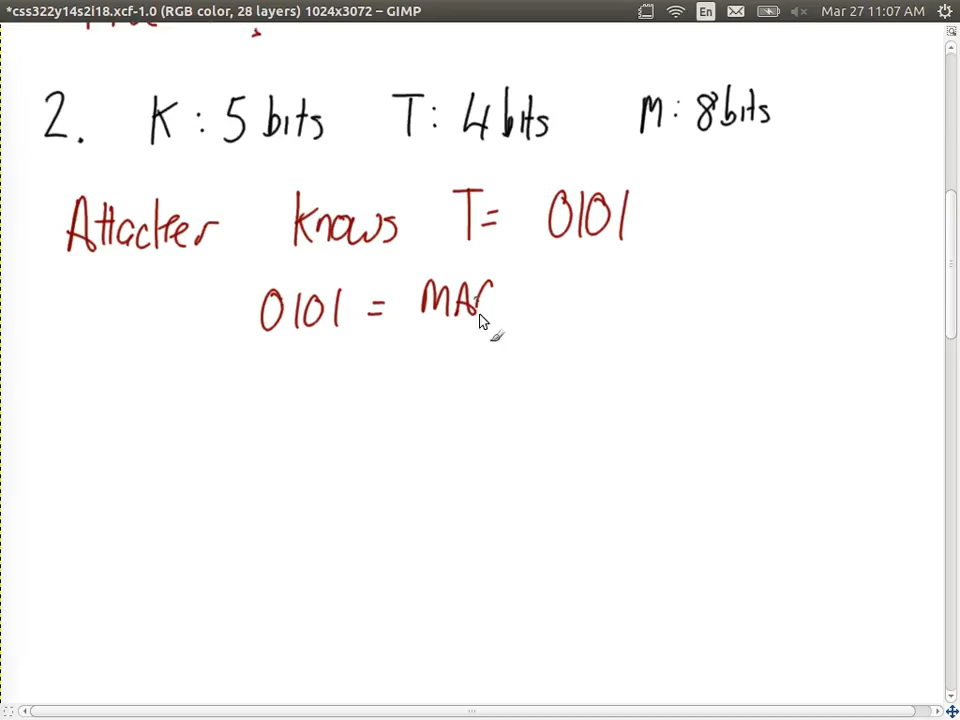 *css322y14s2i18.xcf-1.0 (RGB color, 28 layers) 1024x3072 – GIMP
En
Mar 27 11:07 AM
2. K : 5 bits T: 4 bits M: 8 bits
Attacker knows T= 0101
0101 = MAC